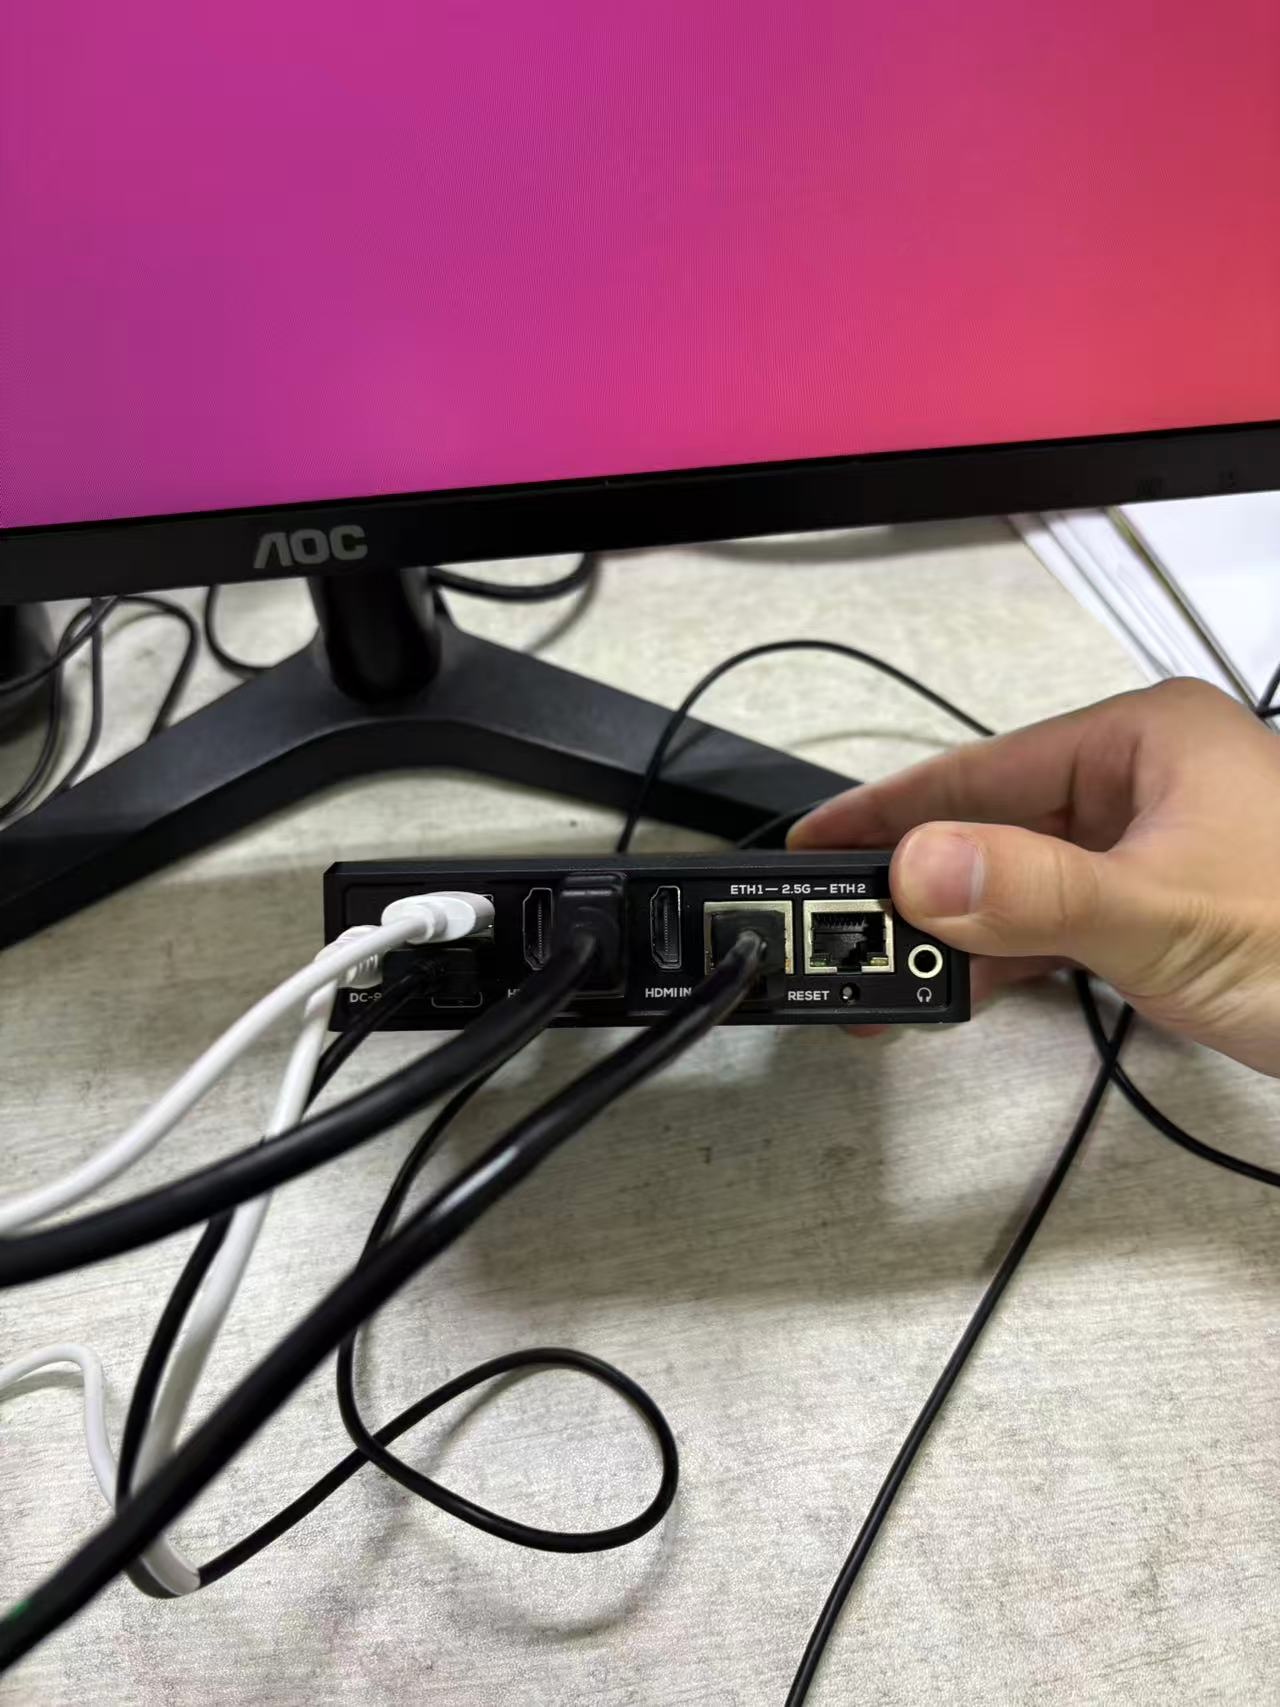 AOC
ETH1 — 2.5G — ETH2
HDMI IN
RESET